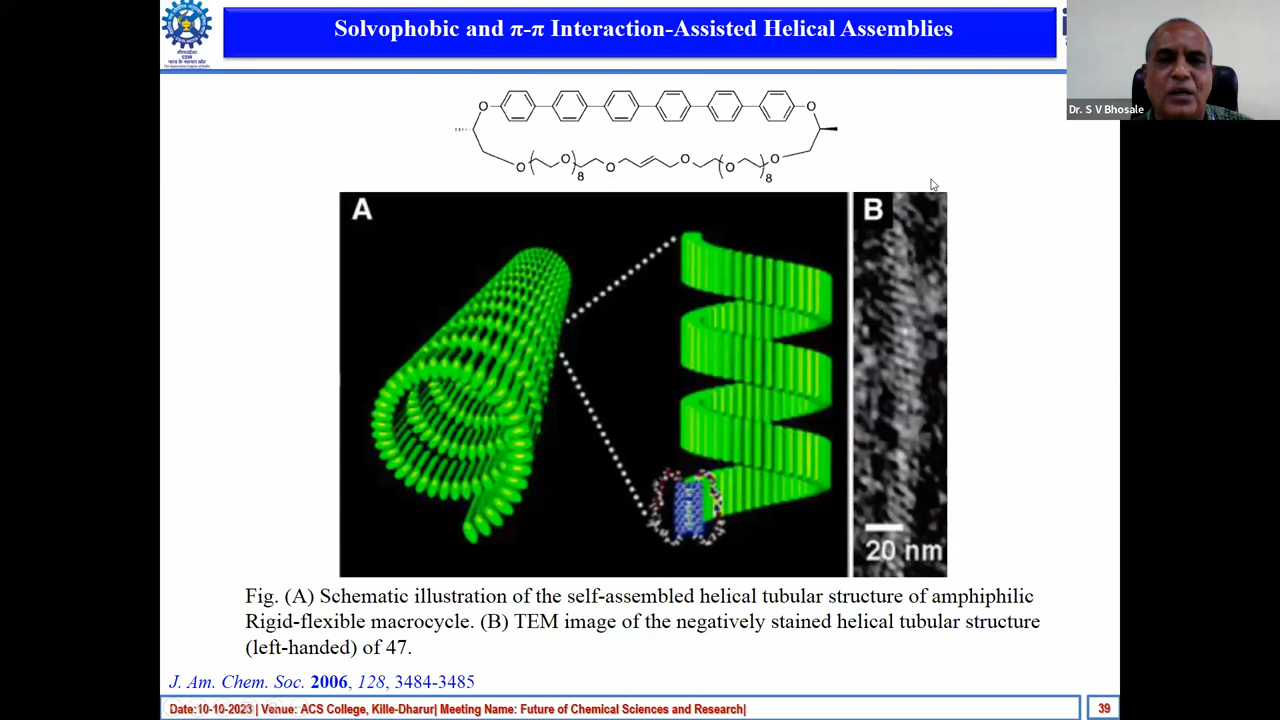 Solvophobic and π-π Interaction-Assisted Helical Assemblies
CSIR
Dr. S V Bhosale
O
O
O
O
8
O
O
O
8
O
A
B
20 nm
Fig. (A) Schematic illustration of the self-assembled helical tubular structure of amphiphilic
Rigid-flexible macrocycle. (B) TEM image of the negatively stained helical tubular structure
(left-handed) of 47.
J. Am. Chem. Soc. 2006, 128, 3484-3485
Date:10-10-2023 | Venue: ACS College, Kille-Dharur| Meeting Name: Future of Chemical Sciences and Research|
39